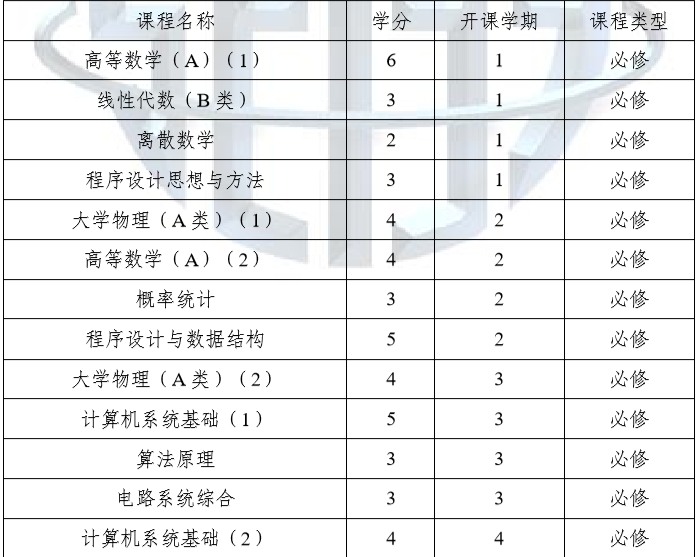 课程名称 学分 开课学期 课程类型
高等数学（A）（1） 6 1 必修
线性代数（B类） 3 1 必修
离散数学 2 1 必修
程序设计思想与方法 3 1 必修
大学物理（A类）（1） 4 2 必修
高等数学（A）（2） 4 2 必修
概率统计 3 2 必修
程序设计与数据结构 5 2 必修
大学物理（A类）（2） 4 3 必修
计算机系统基础（1） 5 3 必修
算法原理 3 3 必修
电路系统综合 3 3 必修
计算机系统基础（2） 4 4 必修